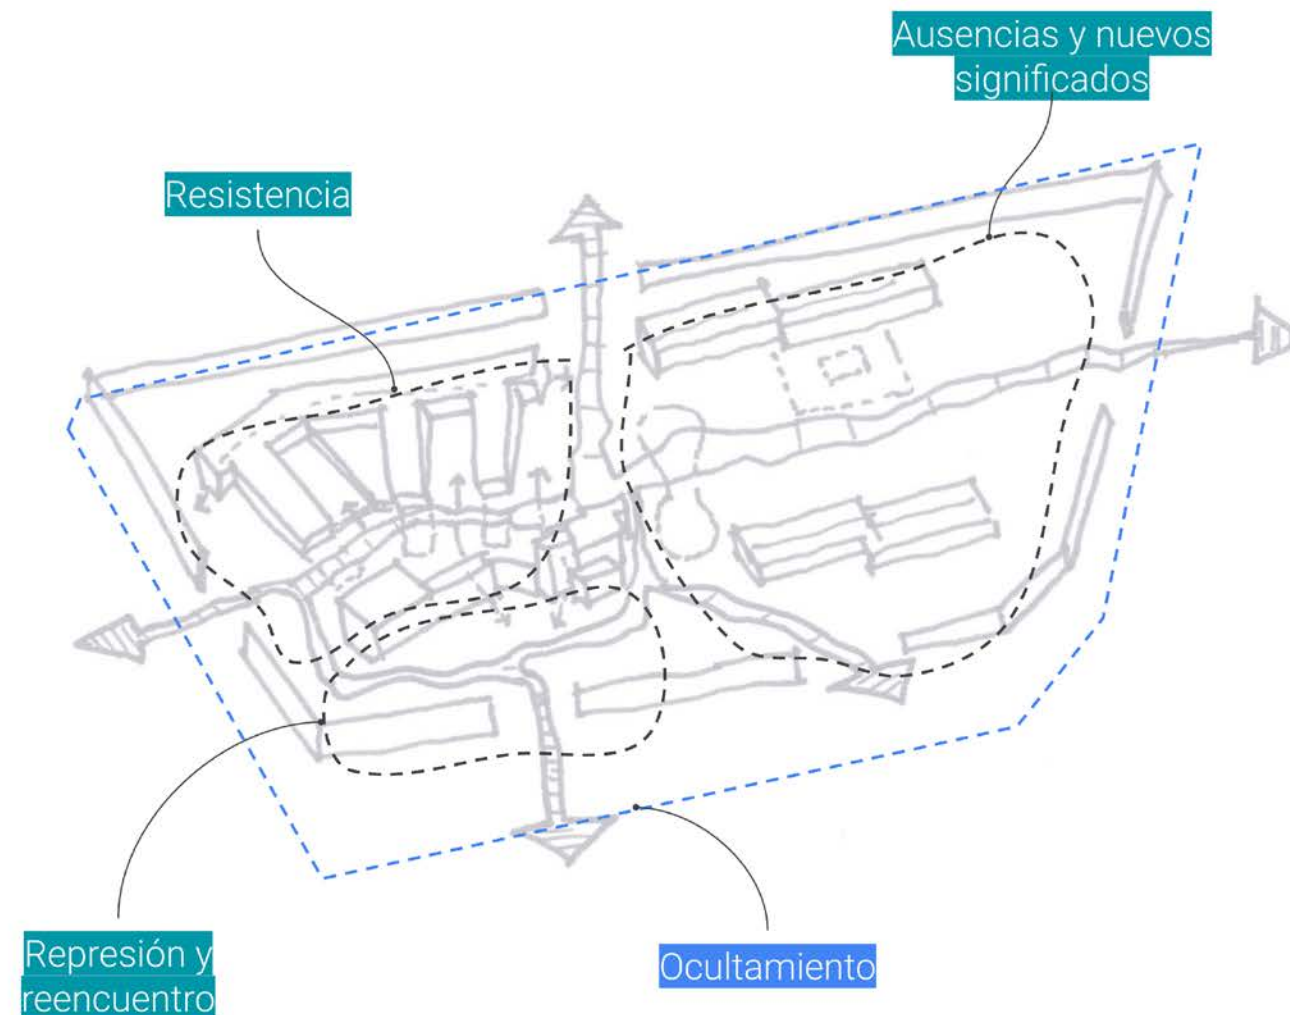 Ausencias y nuevos
significados
Resistencia
Represión y
reencuentro
Ocultamiento